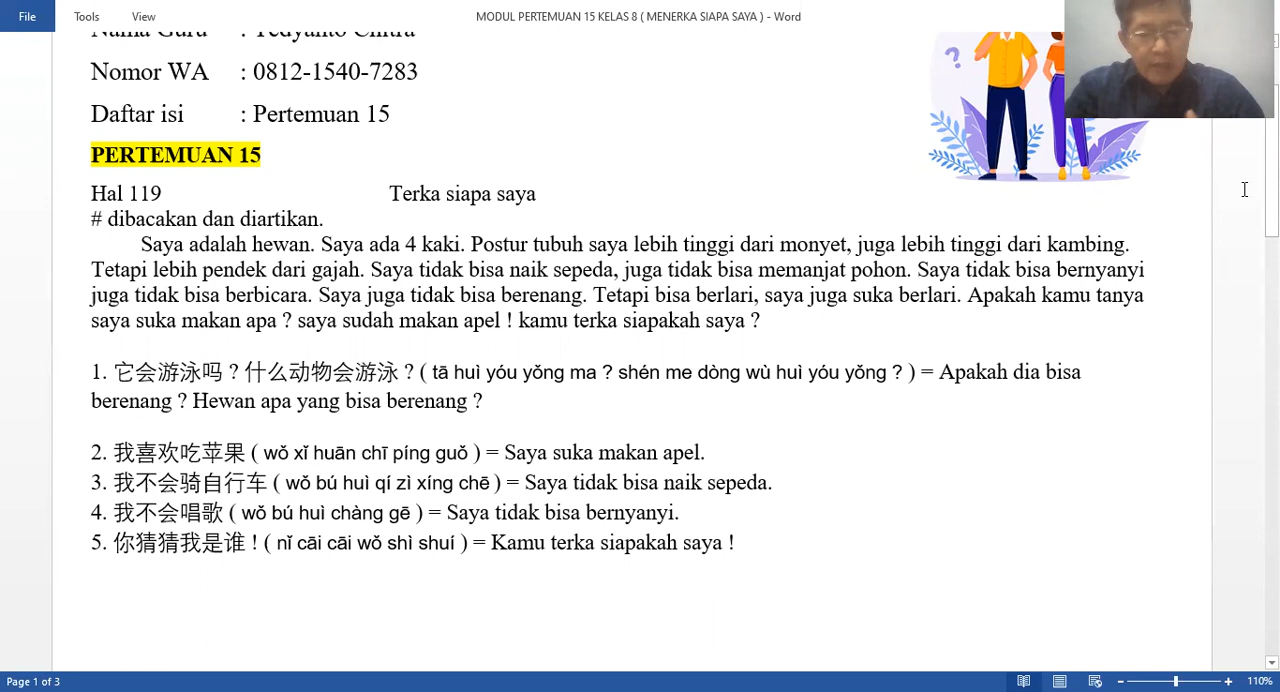 File Tools View MODUL PERTEMUAN 15 KELAS 8 ( MENERKA SIAPA SAYA ) - Word
Nama Guru : Tedyanto Chitra
Nomor WA : 0812-1540-7283
Daftar isi : Pertemuan 15
PERTEMUAN 15
Hal 119 Terka siapa saya
# dibacakan dan diartikan.
Saya adalah hewan. Saya ada 4 kaki. Postur tubuh saya lebih tinggi dari monyet, juga lebih tinggi dari kambing.
Tetapi lebih pendek dari gajah. Saya tidak bisa naik sepeda, juga tidak bisa memanjat pohon. Saya tidak bisa bernyanyi
juga tidak bisa berbicara. Saya juga tidak bisa berenang. Tetapi bisa berlari, saya juga suka berlari. Apakah kamu tanya
saya suka makan apa ? saya sudah makan apel ! kamu terka siapakah saya ?
1. 它会游泳吗 ? 什么动物会游泳 ? ( tā huì yóu yǒng ma ? shén me dòng wù huì yóu yǒng ? ) = Apakah dia bisa
berenang ? Hewan apa yang bisa berenang ?
2. 我喜欢吃苹果 ( wǒ xǐ huān chī píng guǒ ) = Saya suka makan apel.
3. 我不会骑自行车 ( wǒ bú huì qí zì xíng chē ) = Saya tidak bisa naik sepeda.
4. 我不会唱歌 ( wǒ bú huì chàng gē ) = Saya tidak bisa bernyanyi.
5. 你猜猜我是谁 ! ( nǐ cāi cāi wǒ shì shuí ) = Kamu terka siapakah saya !
Page 1 of 3 110%